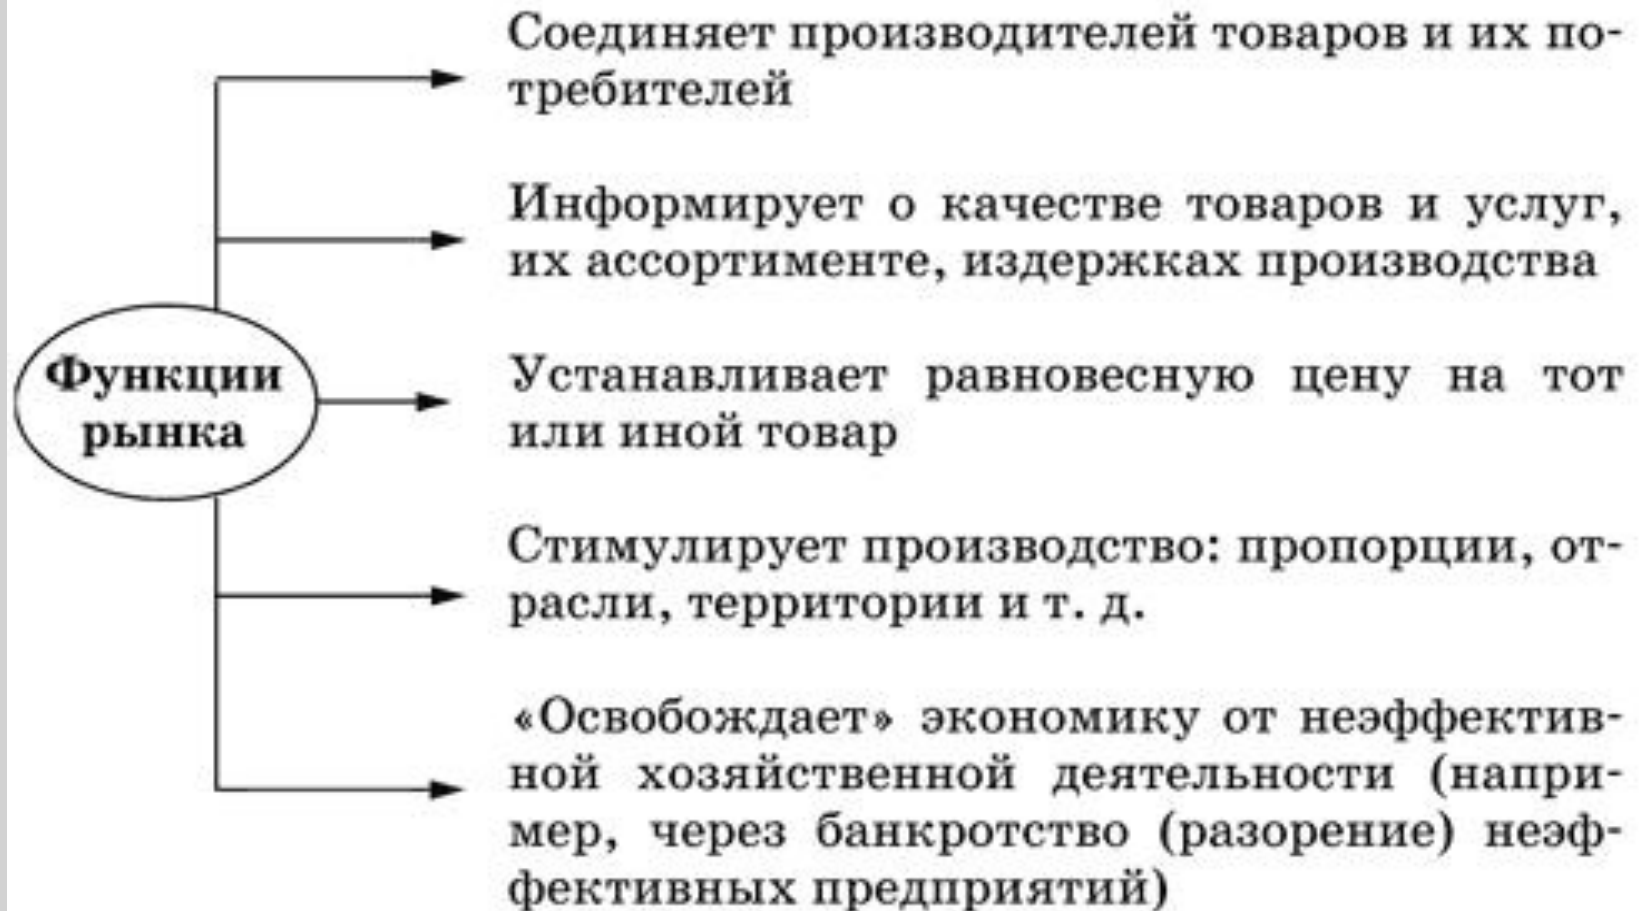 Соединяет производителей товаров и их по-
требителей
Информирует о качестве товаров и услуг,
их ассортименте, издержках производства
Функции
рынка
Устанавливает равновесную цену на тот
или иной товар
Стимулирует производство: пропорции, от-
расли, территории и т. д.
«Освобождает» экономику от неэффектив-
ной хозяйственной деятельности (напри-
мер, через банкротство (разорение) неэф-
фективных предприятий)